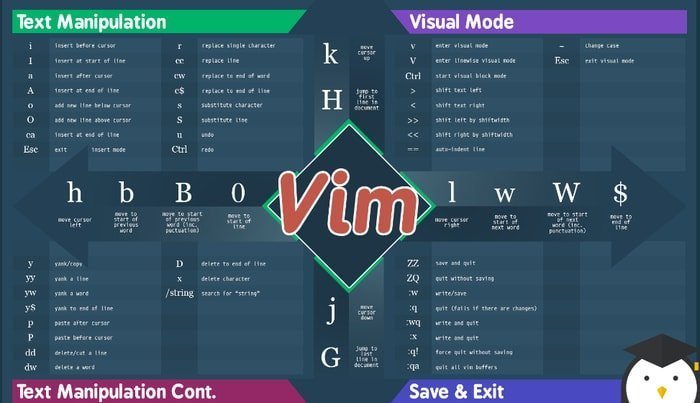 Text Manipulation
i insert before cursor
I insert at start of line
a insert after cursor
A insert at end of line
o add new line below cursor
O add new line above cursor
ca insert at end of line
Esc exit insert mode
r replace single character
cc replace line
cw replace to end of word
c$ replace to end of line
s substitute character
S substitute line
u undo
Ctrl redo
k move cursor up
H jump to first line in document
Visual Mode
v enter visual mode
V enter linewise visual mode
Ctrl start visual block mode
> shift text left
< shift text right
>> shift left by shiftwidth
<< shift right by shiftwidth
== auto-indent line
~ change case
Esc exit visual mode
h move cursor left
b move to start of previous word
B move to start of previous word (inc. puctuation)
0 move to start of line
Vim
l move cursor right
w move to start of next word
W move to start of next word (inc. ponctuation)
$ move to end of line
y yank/copy
yy yank a line
yw yank a word
y$ yank to end of line
p paste after cursor
P paste before cursor
dd delete/cut a line
dw delete a word
D delete to end of line
x delete character
/string search for "string"
j move cursor down
G jump to last line in document
ZZ save and quit
ZQ quit without saving
:w write/save
:q quit (fails if there are changes)
:wq write and quit
:x write and quit
:q! force quit without saving
:qa quit all vim buffers
Text Manipulation Cont.
Save & Exit